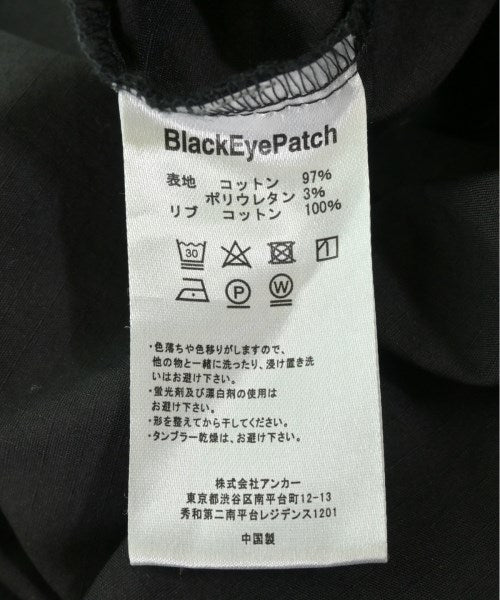 BlackEyePatch
表地 コットン 97%
ポリウレタン 3%
リブ コットン 100%
30
P W
・色落ちや色移りがしますので、
他の物と一緒に洗ったり、浸け置き洗
いはお避け下さい。
・蛍光剤及び漂白剤の使用は
お避け下さい。
・形を整えてから干してください。
・タンブラー乾燥は、お避け下さい。
株式会社アンカー
東京都渋谷区南平台町12-13
秀和第二南平台レジデンス1201
中国製